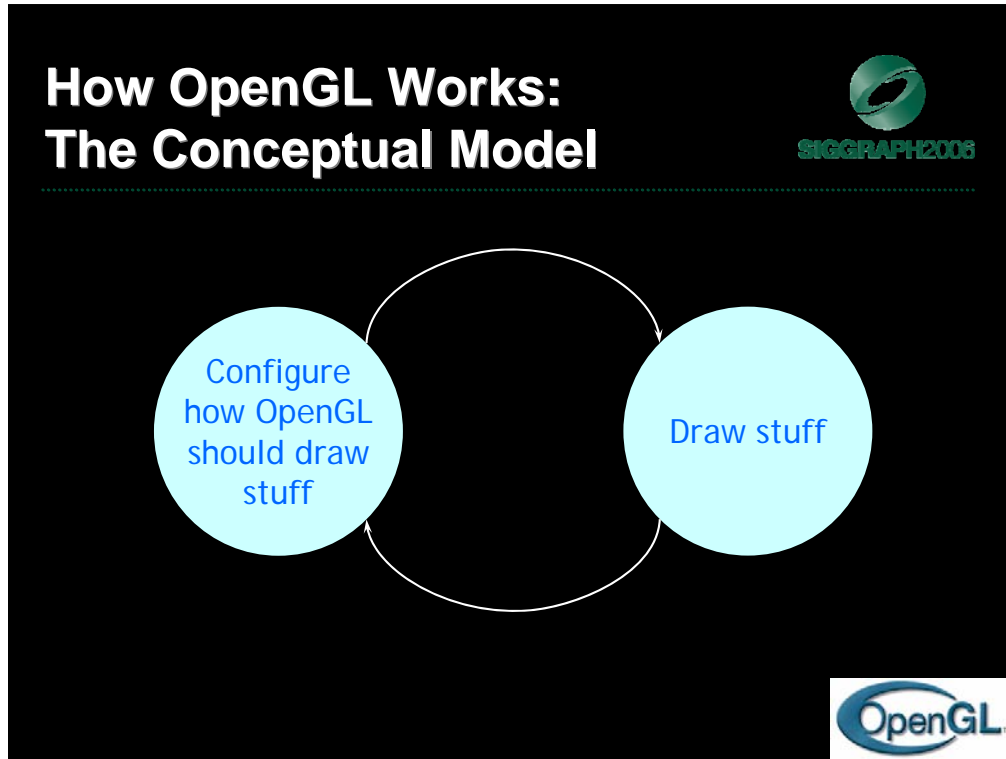 How OpenGL Works:
The Conceptual Model
SIGGRAPH2006
Configure
how OpenGL
should draw
stuff
Draw stuff
OpenGL